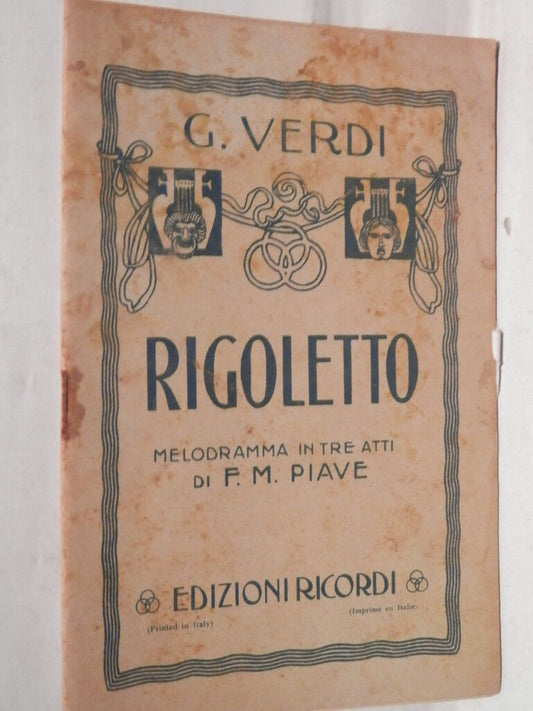 G. VERDI
RIGOLETTO
MELODRAMMA IN TRE ATTI
DI F. M. PIAVE
EDIZIONI RICORDI
(Printed in Italy) (Imprimé en Italie)